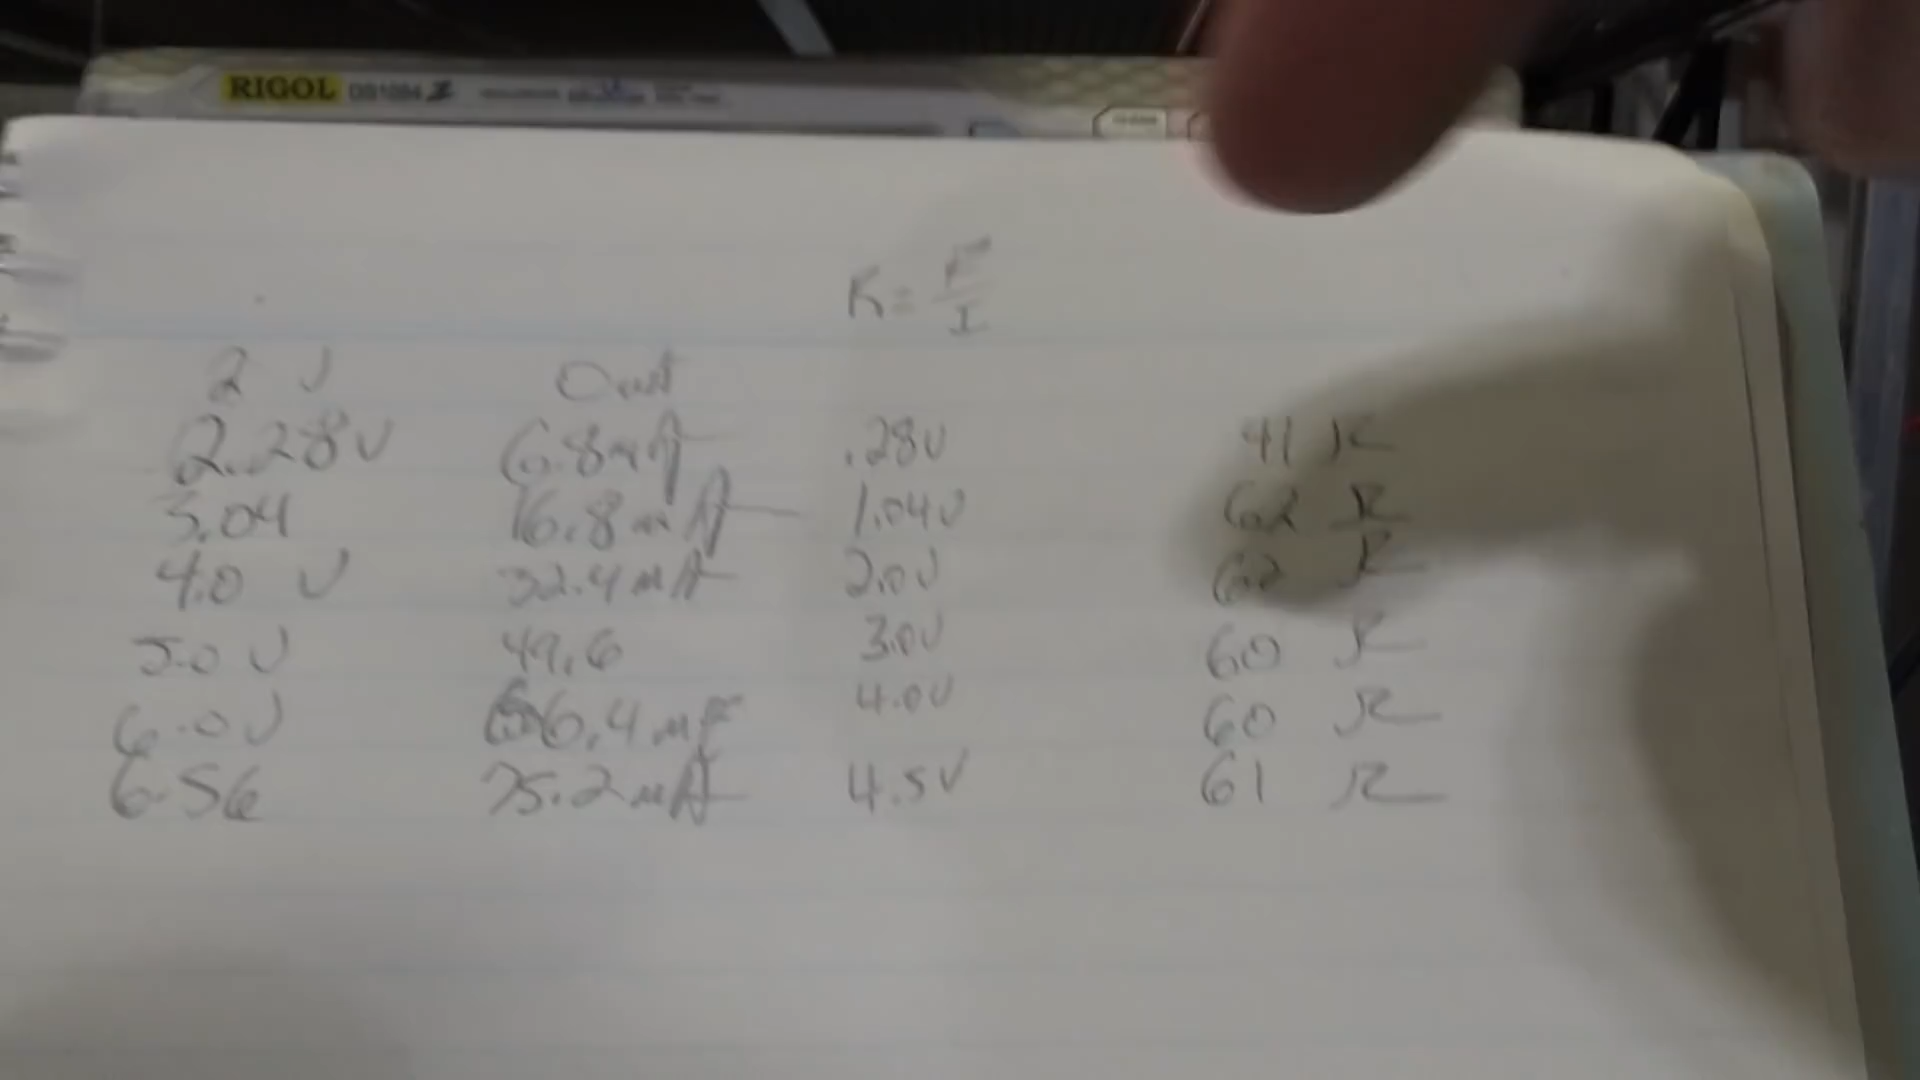 RIGOL DS1054Z
R = E/I
2 V Out
2.28V 6.8mA .28V 41 R
3.04 16.8mA 1.04V 62 R
4.0 V 32.4mA 2.0V 62 R
5.0 V 49.6 3.0V 60 R
6.0V 66.4mA 4.0V 60 R
6.56 75.2mA 4.5V 61 R